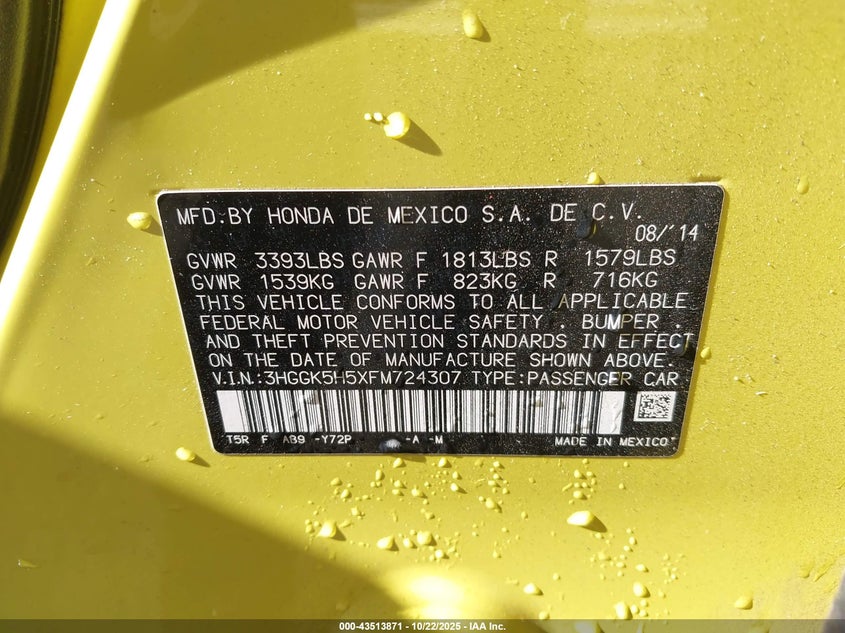 MFD.BY HONDA DE MEXICO S.A. DE C.V.
08/'14
GVWR 3393LBS GAWR F 1813LBS R 1579LBS
GVWR 1539KG GAWR F 823KG R 716KG
THIS VEHICLE CONFORMS TO ALL APPLICABLE
FEDERAL MOTOR VEHICLE SAFETY . BUMPER .
AND THEFT PREVENTION STANDARDS IN EFFECT
ON THE DATE OF MANUFACTURE SHOWN ABOVE.
V.I.N.:3HGGK5H5XFM724307 TYPE:PASSENGER CAR
T5R F AB9 -Y72P -A -M MADE IN MEXICO
000-43513871 | 10/22/2025 - IAA Inc.